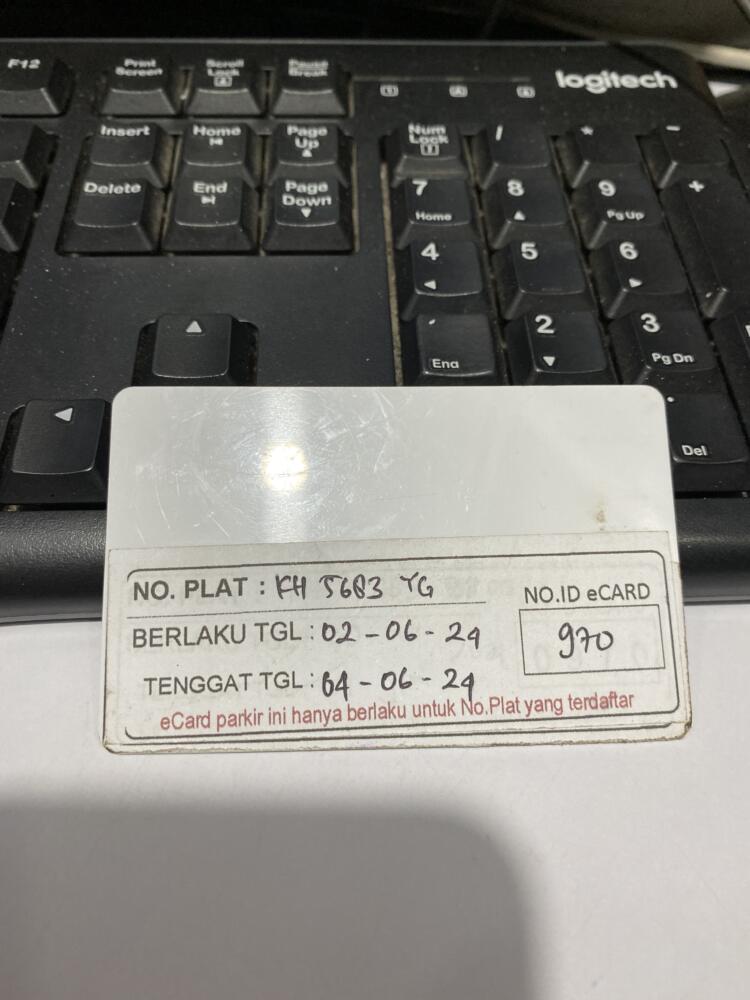 F12 Print Screen Scroll Lock Pause Break
logitech
Insert Home Page Up Num Lock / * -
Delete End Page Down 7 Home 8 9 Pg Up +
4 5 6
End 2 3 Pg Dn
. Del
NO. PLAT : KH 5683 YG
NO.ID eCARD
BERLAKU TGL : 02-06-24
970
TENGGAT TGL : 04-06-24
eCard parkir ini hanya berlaku untuk No.Plat yang terdaftar